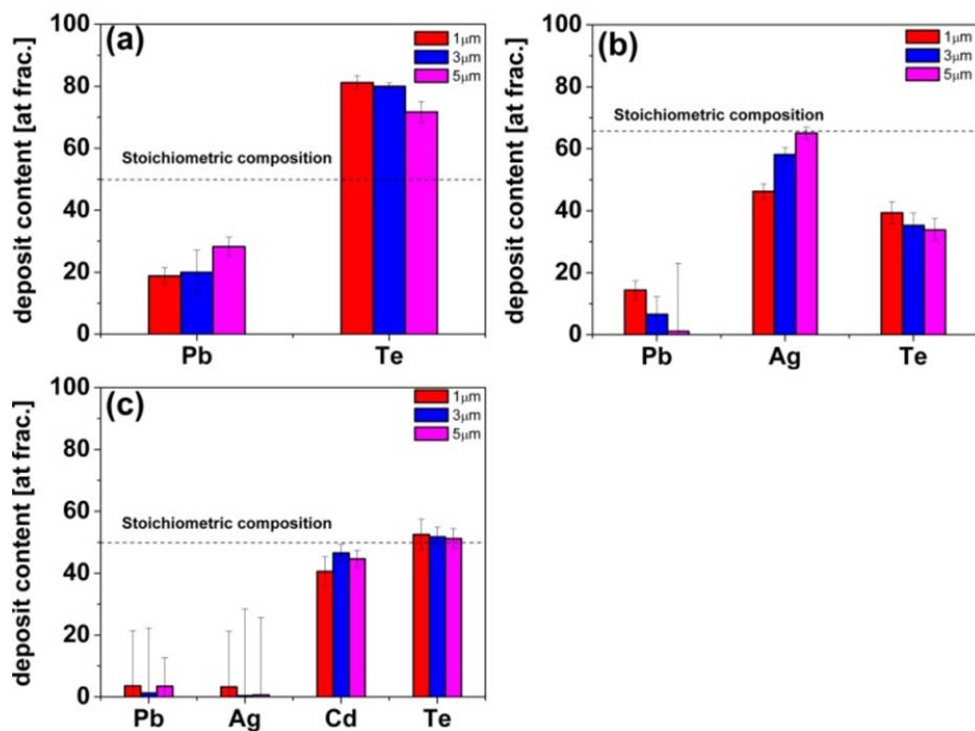 (a)
1μm
3μm
5μm
Stoichiometric composition
deposit content [at frac.]
100
80
60
40
20
0
Pb Te
(b)
1μm
3μm
5μm
Stoichiometric composition
deposit content [at frac.]
100
80
60
40
20
0
Pb Ag Te
(c)
1μm
3μm
5μm
Stoichiometric composition
deposit content [at frac.]
100
80
60
40
20
0
Pb Ag Cd Te